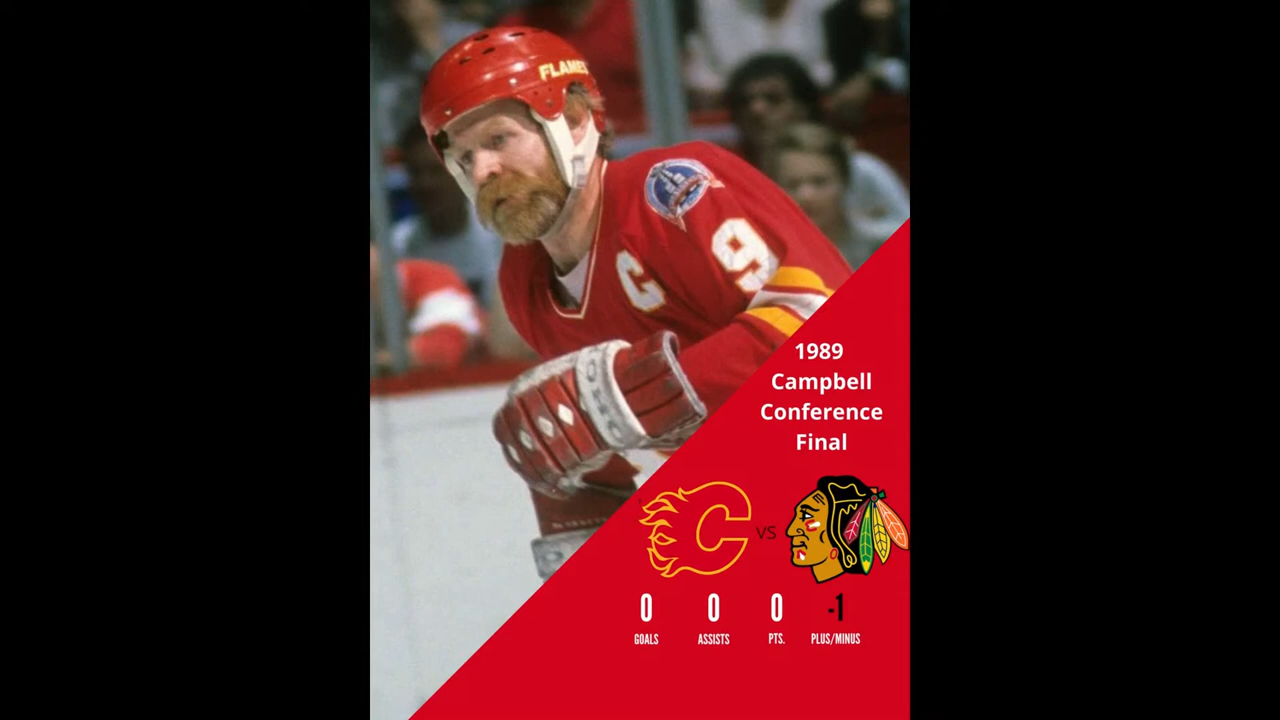 FLAMES
C
9
1989
Campbell
Conference
Final
C
VS
0 0 0 -1
GOALS ASSISTS PTS. PLUS/MINUS